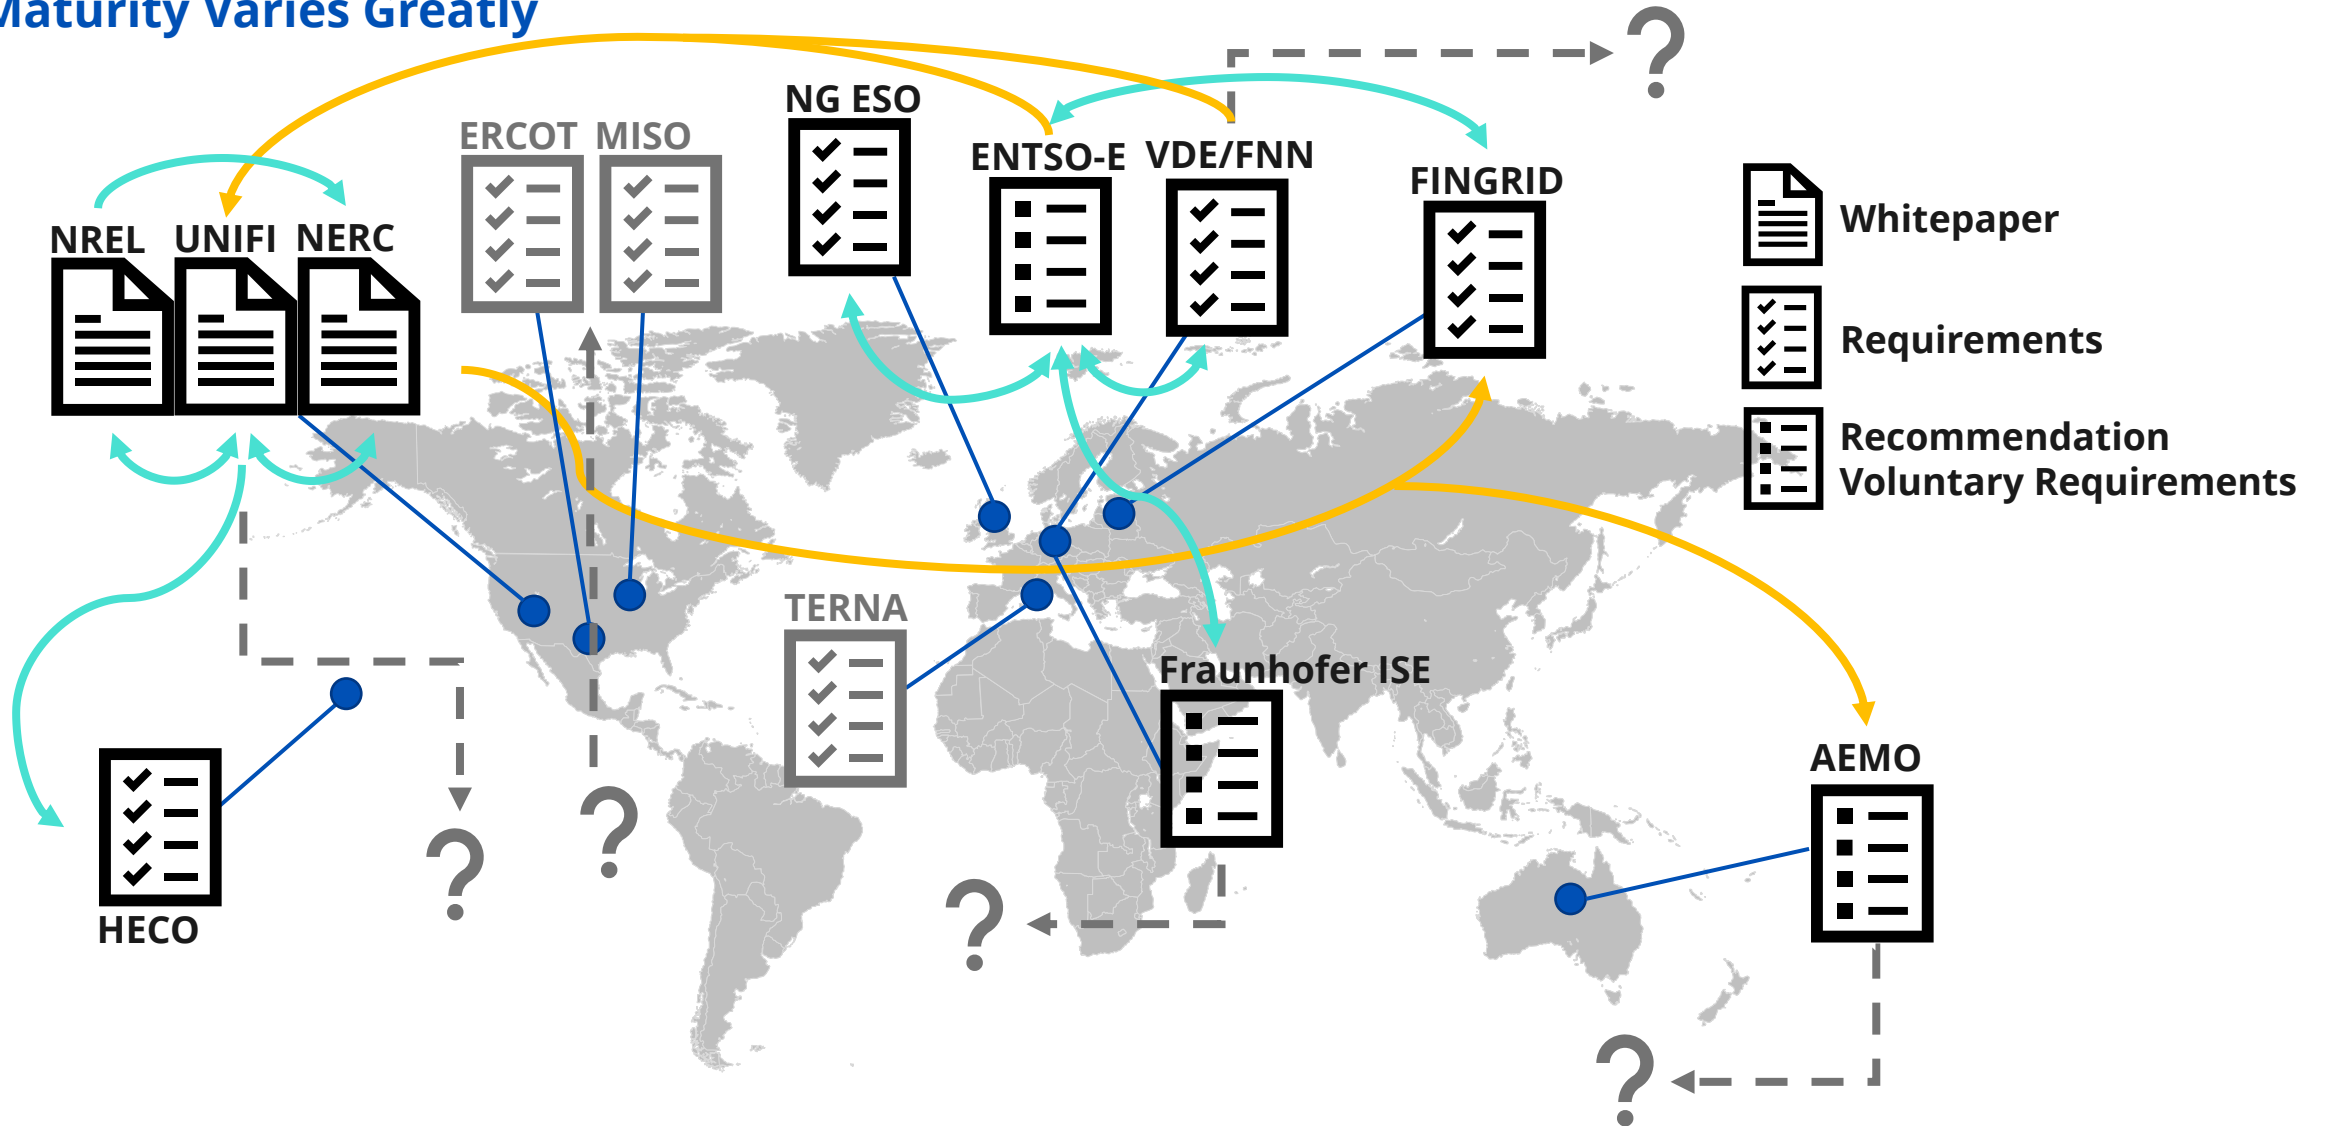 Maturity Varies Greatly
NG ESO
ERCOT MISO
ENTSO-E VDE/FNN
FINGRID
NREL UNIFI NERC
Whitepaper
Requirements
Recommendation
Voluntary Requirements
TERNA
Fraunhofer ISE
AEMO
HECO
?
?
?
?
?